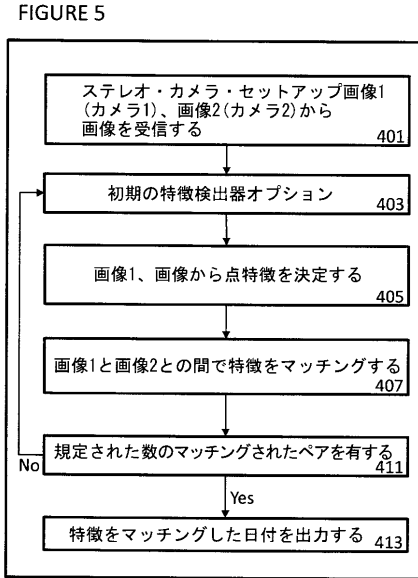 FIGURE 5
ステレオ・カメラ・セットアップ画像1
(カメラ1)、画像2(カメラ2)から
画像を受信する
401
初期の特徴検出器オプション
403
画像1、画像から点特徴を決定する
405
画像1と画像2との間で特徴をマッチングする
407
規定された数のマッチングされたペアを有する
411
No
Yes
特徴をマッチングした日付を出力する
413